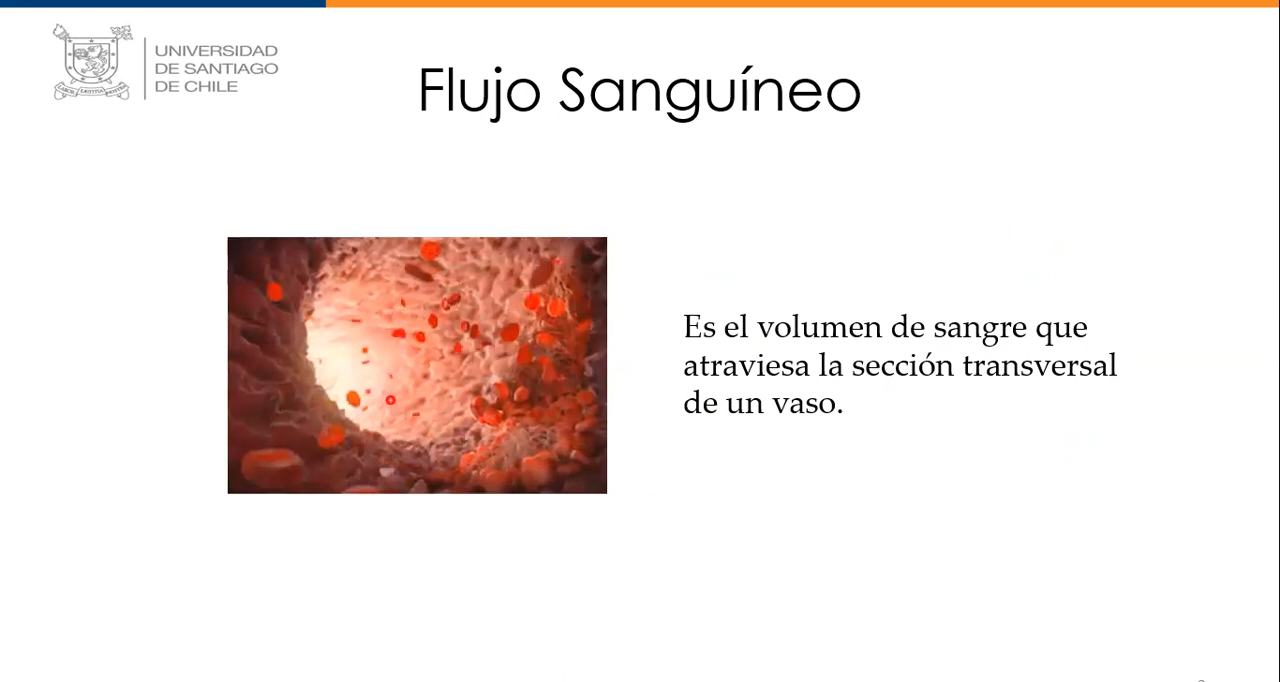 UNIVERSIDAD
DE SANTIAGO
DE CHILE
Flujo Sanguíneo
Es el volumen de sangre que
atraviesa la sección transversal
de un vaso.